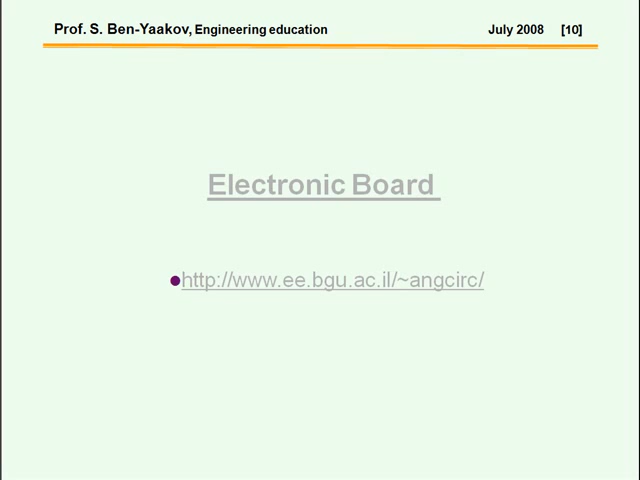 Prof. S. Ben-Yaakov, Engineering education July 2008 [10]
Electronic Board
http://www.ee.bgu.ac.il/~angcirc/